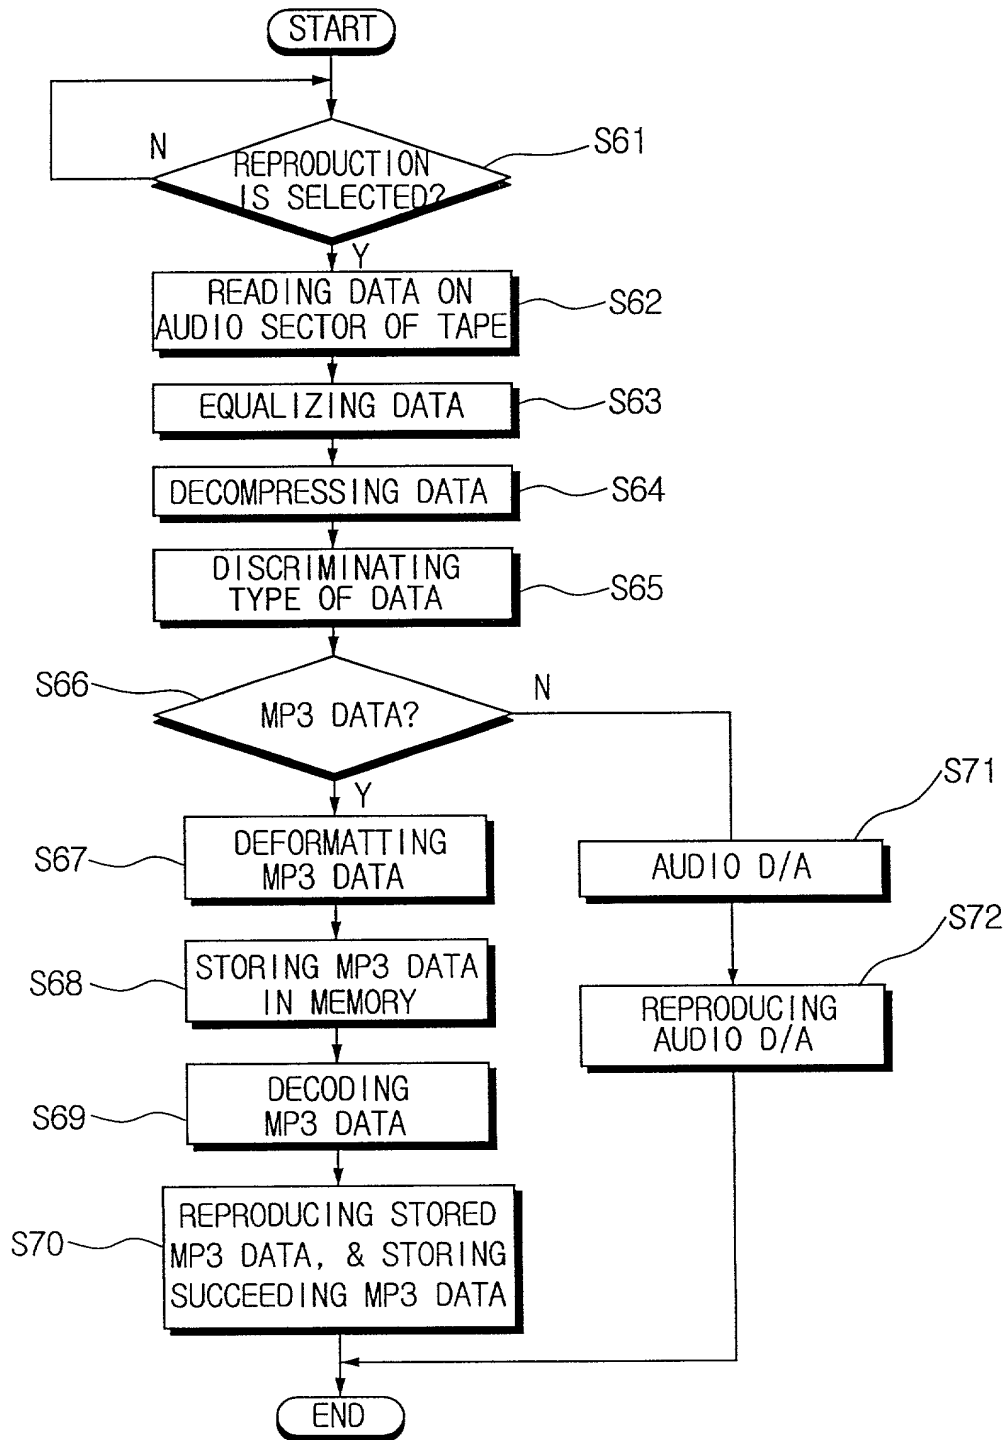 START
N
REPRODUCTION
IS SELECTED?
S61
Y
READING DATA ON
AUDIO SECTOR OF TAPE
S62
EQUALIZING DATA
S63
DECOMPRESSING DATA
S64
DISCRIMINATING
TYPE OF DATA
S65
S66
MP3 DATA?
N
Y
S71
DEFORMATTING
MP3 DATA
S67
AUDIO D/A
S72
STORING MP3 DATA
IN MEMORY
S68
REPRODUCING
AUDIO D/A
DECODING
MP3 DATA
S69
REPRODUCING STORED
MP3 DATA, & STORING
SUCCEEDING MP3 DATA
S70
END